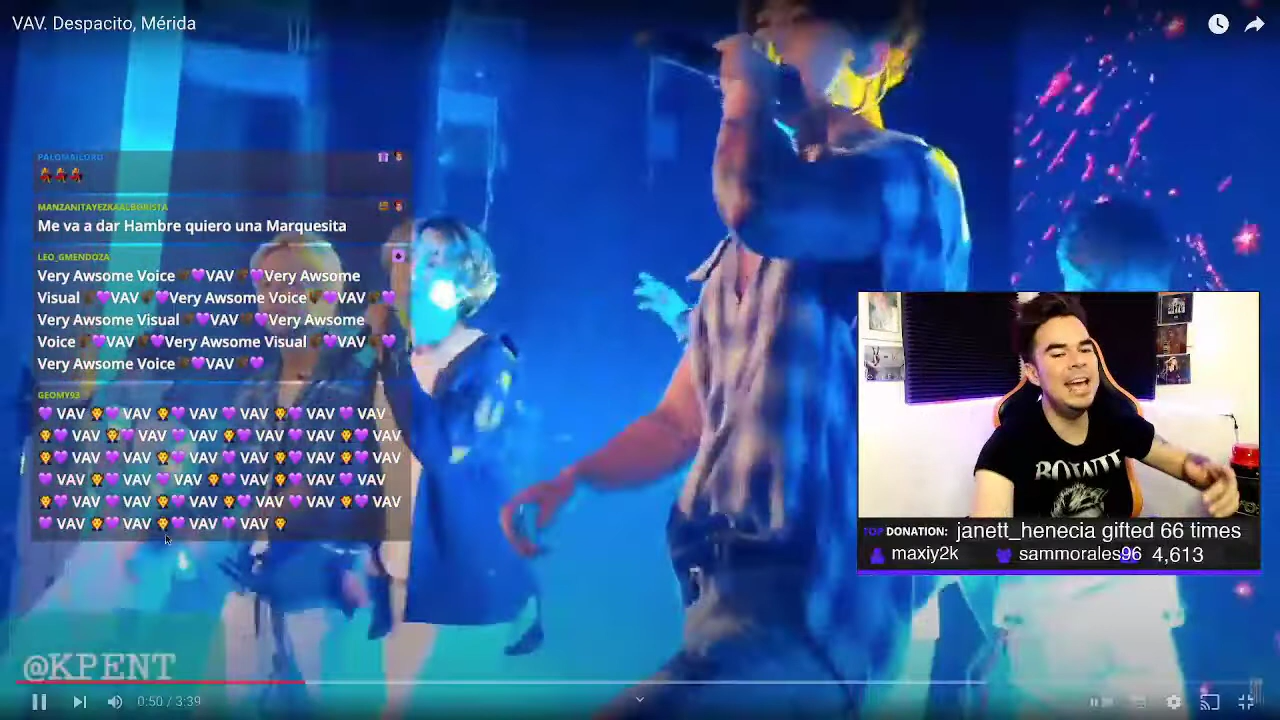 VAV. Despacito, Mérida
PALOMAILORD
MANZANITAYEZKAALBURISTA
Me va a dar Hambre quiero una Marquesita
LEO_GMENDOZA
Very Awsome Voice 💜VAV 💜Very Awsome
Visual 💜VAV 💜Very Awsome Voice 💜VAV 💜
Very Awsome Visual 💜VAV 💜Very Awsome
Voice 💜VAV 💜Very Awsome Visual 💜VAV 💜
Very Awsome Voice 💜VAV 💜
GEOMY93
💜 VAV 💜 VAV 💜 VAV 💜 VAV 💜 VAV 💜 VAV
💜 VAV 💜 VAV 💜 VAV 💜 VAV 💜 VAV 💜 VAV
💜 VAV 💜 VAV 💜 VAV 💜 VAV 💜 VAV 💜 VAV
💜 VAV 💜 VAV 💜 VAV 💜 VAV 💜 VAV 💜 VAV
💜 VAV 💜 VAV 💜 VAV 💜 VAV 💜 VAV 💜 VAV
💜 VAV 💜 VAV 💜 VAV 💜 VAV
TOP DONATION: janett_henecia gifted 66 times
maxiy2k sammorales96 4,613
@KPENT
0:50 / 3:39